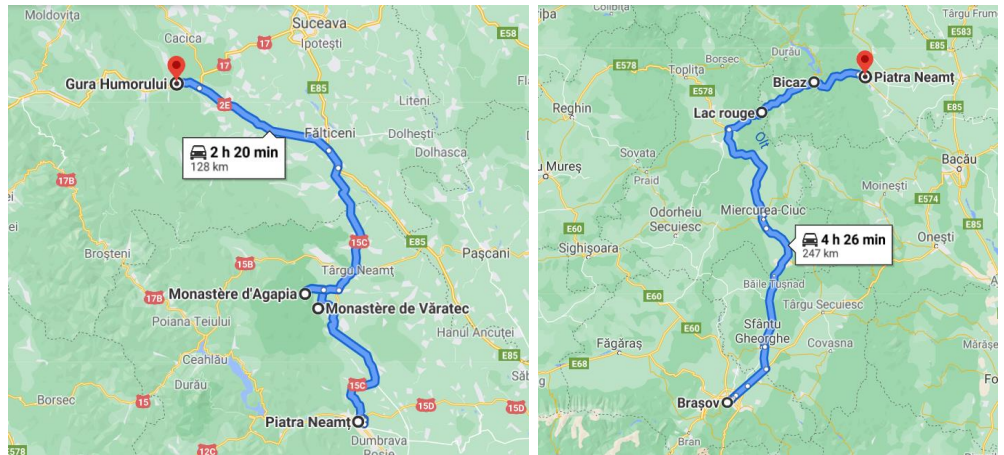 Moldovița
Suceava
Cacica
17
Ipotești
E58
Gura Humorului
17
E85
2E
Liteni
Fălticeni
Dolhești
2 h 20 min
128 km
Dolhasca
17B
15C
E85
Broșteni
Pașcani
15B
Târgu Neamț
Monastère d'Agapia
17B
Monastère de Văratec
Poiana Teiului
Hanul Ancuței
Ceahlău
E85
Durău
15C
Borsec
15
15D
15D
Piatra Neamț
Dumbrava
Roșie
E578
12C
Târgu Frumos
E583
Durău
E85
E578
Borsec
Toplița
Bicaz
Piatra Neamț
E578
Reghin
Lac rouge
Olt
Sovata
Mureș
Praid
Bacău
Moinești
E574
Odorheiu
Secuiesc
Miercurea-Ciuc
E60
E85
4 h 26 min
247 km
Onești
Sighișoara
Băile Tușnad
E60
Târgu Secuiesc
Sfântu
Gheorghe
E60
Făgăraș
Covasna
E68
Brașov
Bran